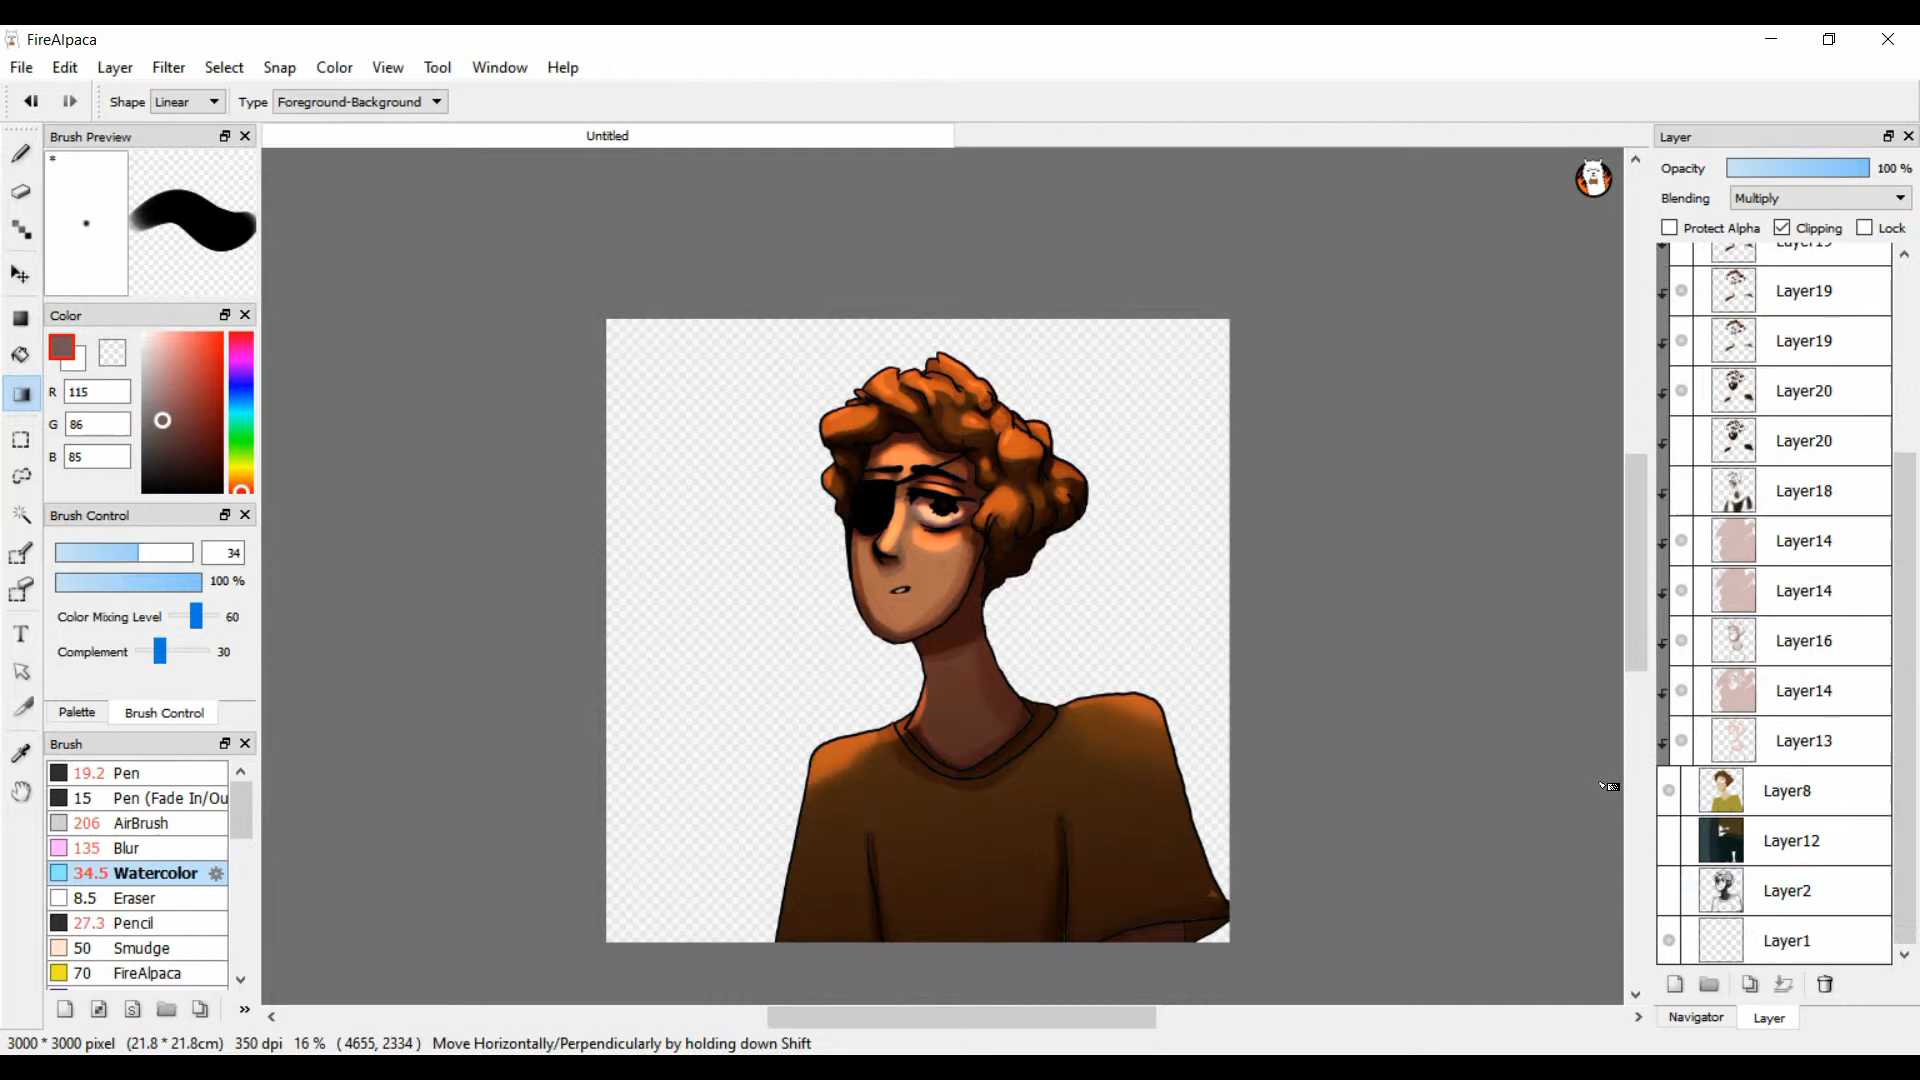 FireAlpaca
File Edit Layer Filter Select Snap Color View Tool Window Help
Shape Linear Type Foreground-Background
Brush Preview
*
Color
R 115
G 86
B 85
Brush Control
34
100 %
Color Mixing Level 60
Complement 30
Palette Brush Control
Brush
19.2 Pen
15 Pen (Fade In/Ou
206 AirBrush
135 Blur
34.5 Watercolor
8.5 Eraser
27.3 Pencil
50 Smudge
70 FireAlpaca
Untitled
Layer
Opacity 100 %
Blending Multiply
Protect Alpha Clipping Lock
Layer19
Layer19
Layer19
Layer20
Layer20
Layer18
Layer14
Layer14
Layer16
Layer14
Layer13
Layer8
Layer12
Layer2
Layer1
Navigator Layer
3000 * 3000 pixel (21.8 * 21.8cm) 350 dpi 16 % ( 4655, 2334 ) Move Horizontally/Perpendicularly by holding down Shift